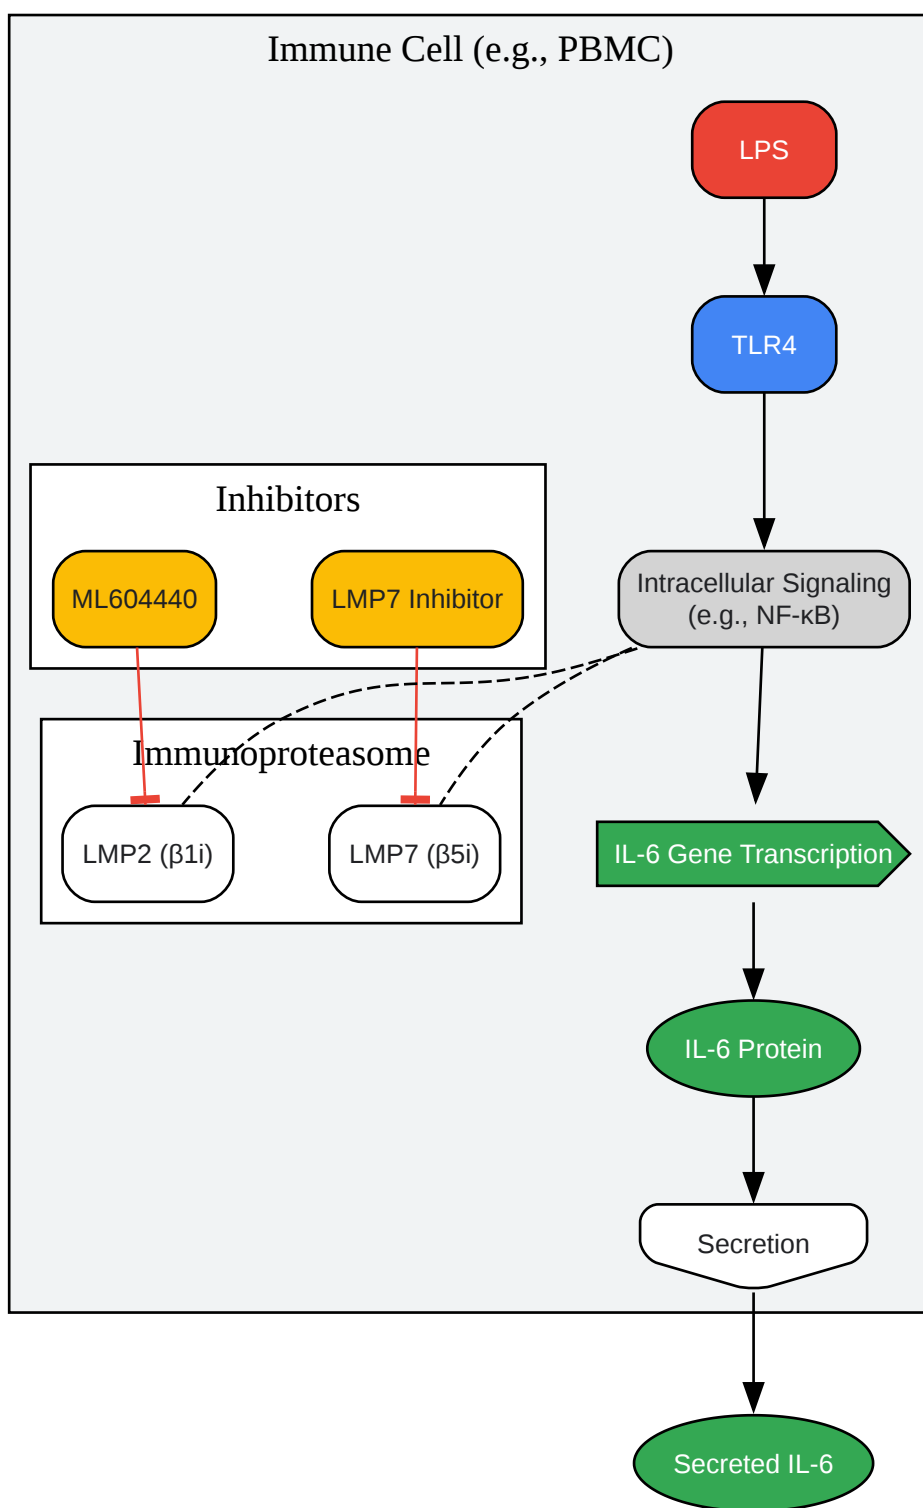 Immune Cell (e.g., PBMC)
LPS
TLR4
Inhibitors
ML604440
LMP7 Inhibitor
Intracellular Signaling
(e.g., NF-κB)
Immunoproteasome
LMP2 (β1i)
LMP7 (β5i)
IL-6 Gene Transcription
IL-6 Protein
Secretion
Secreted IL-6